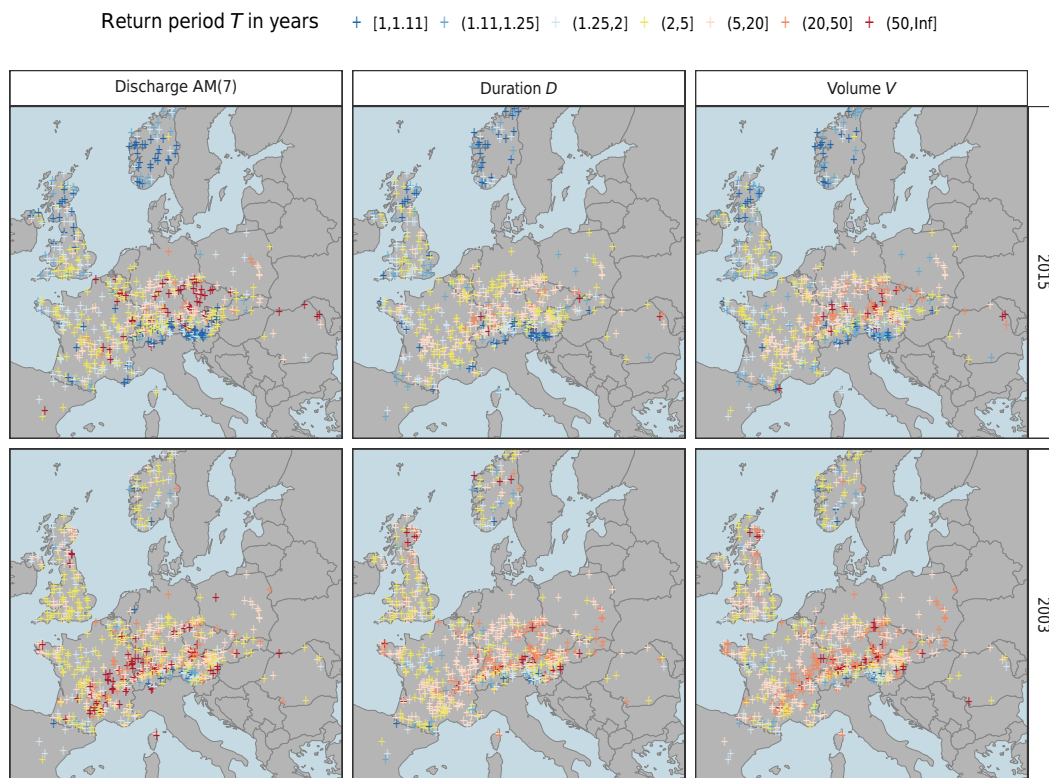 Return period T in years [1,1.11] (1.11,1.25] (1.25,2] (2,5] (5,20] (20,50] (50,Inf]
Discharge AM(7) Duration D Volume V
2015
2003